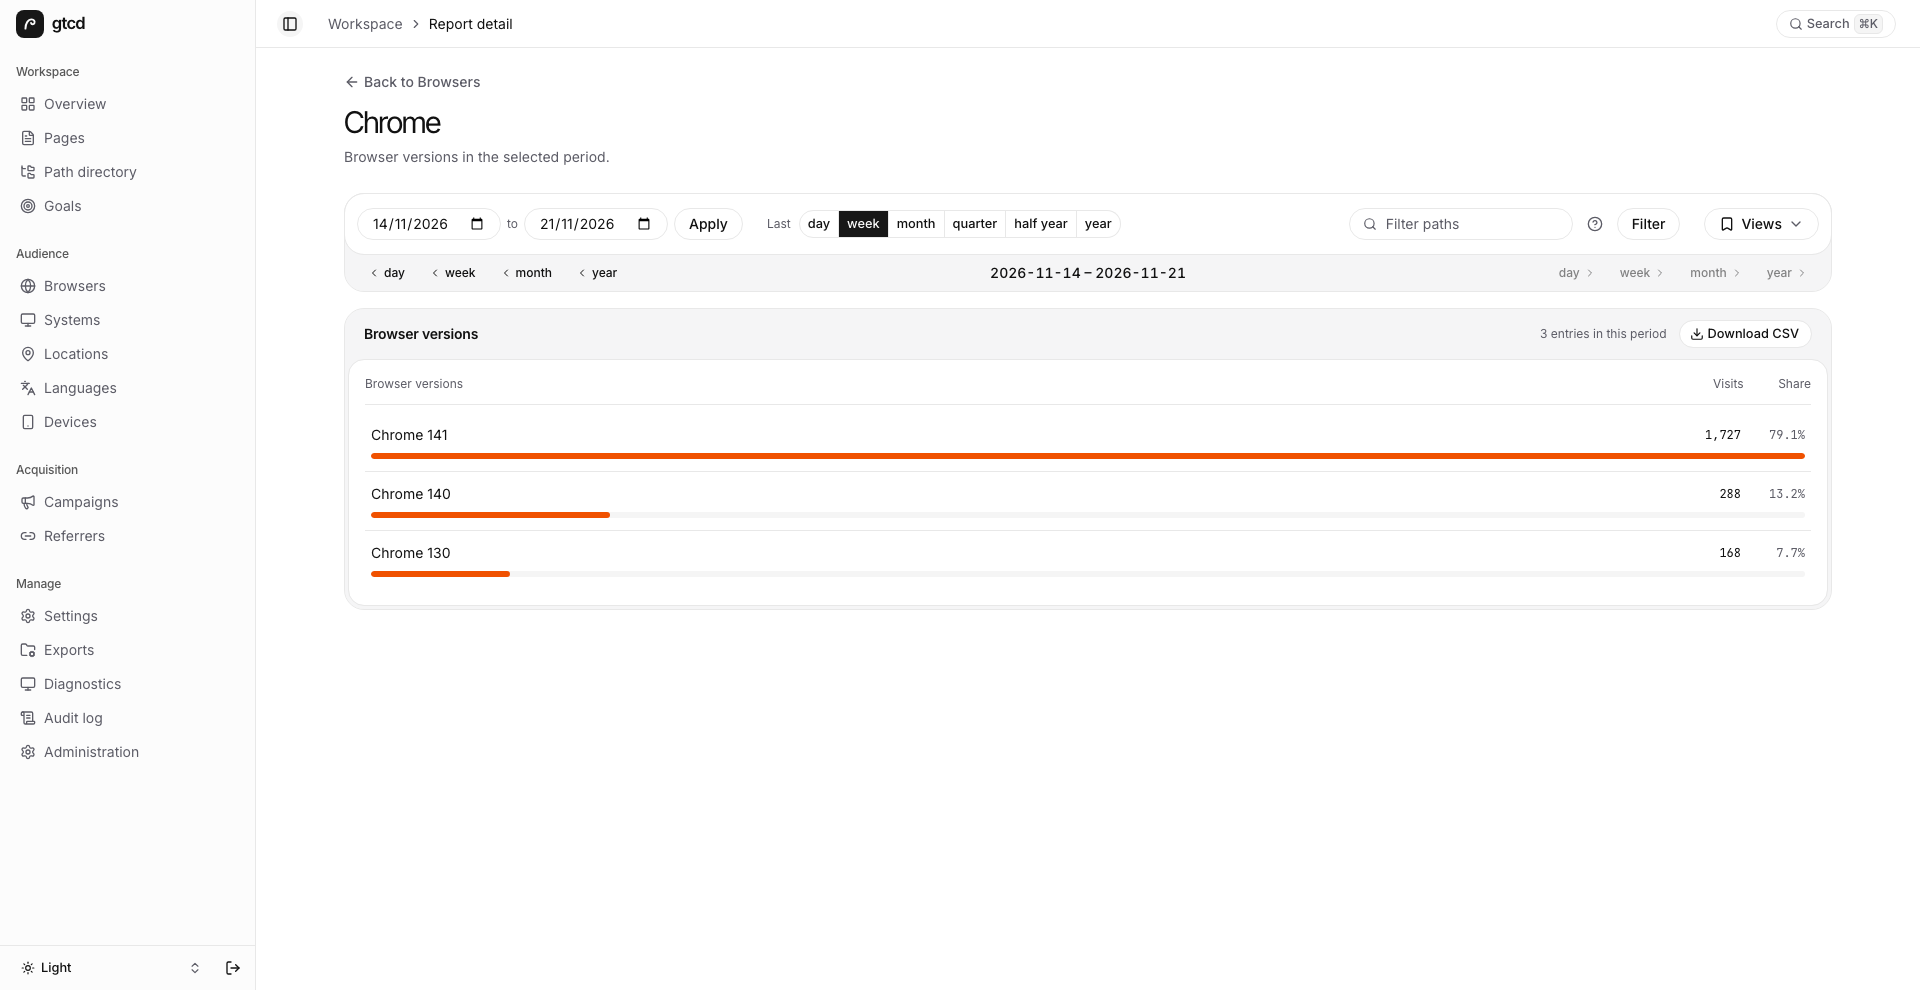 gtcd
Workspace
Overview
Pages
Path directory
Goals
Audience
Browsers
Systems
Locations
Languages
Devices
Acquisition
Campaigns
Referrers
Manage
Settings
Exports
Diagnostics
Audit log
Administration
Light
Workspace > Report detail
Search ⌘K
← Back to Browsers
Chrome
Browser versions in the selected period.
14/11/2026 to 21/11/2026 Apply Last day week month quarter half year year Filter paths Filter Views
‹ day ‹ week ‹ month ‹ year 2026-11-14 – 2026-11-21 day › week › month › year ›
Browser versions 3 entries in this period Download CSV
Browser versions Visits Share
Chrome 141 1,727 79.1%
Chrome 140 288 13.2%
Chrome 130 168 7.7%